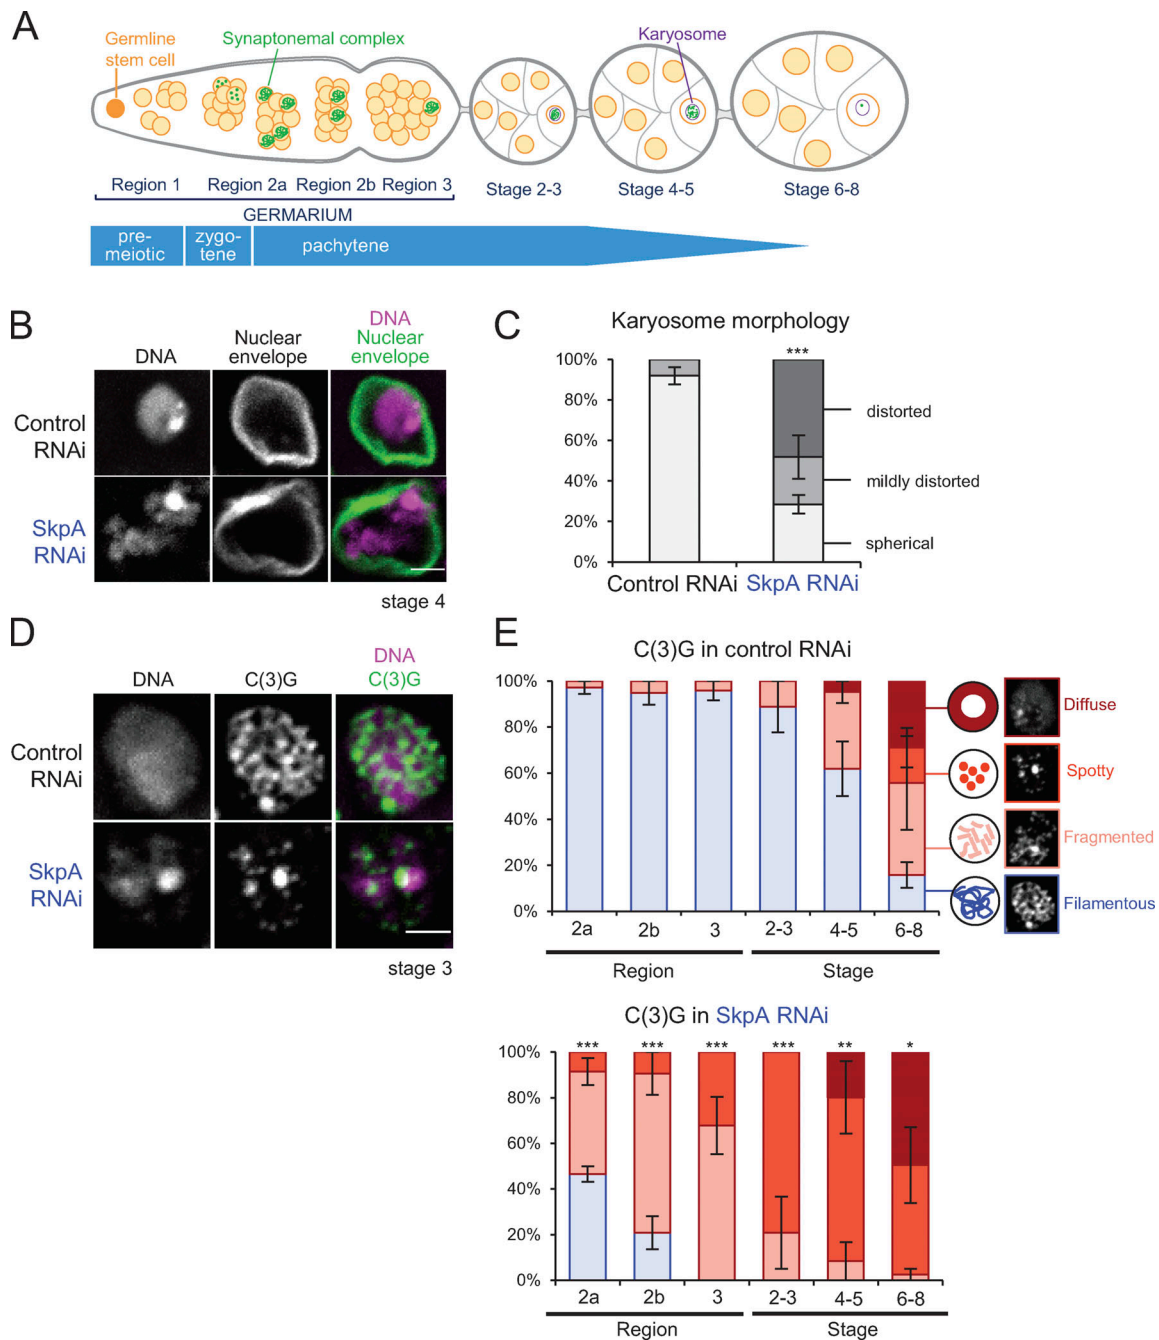 A
Germline
stem cell
Synaptonemal complex
Karyosome
Region 1
Region 2a
Region 2b
Region 3
Stage 2-3
Stage 4-5
Stage 6-8
GERMARIUM
pre-
meiotic
zygo-
tene
pachytene
B
DNA
Nuclear
envelope
DNA
Nuclear
envelope
Control
RNAi
SkpA
RNAi
stage 4
C
Karyosome morphology
100%
80%
60%
40%
20%
0%
***
distorted
mildly distorted
spherical
Control RNAi
SkpA RNAi
D
DNA
C(3)G
DNA
C(3)G
Control
RNAi
SkpA
RNAi
stage 3
E
C(3)G in control RNAi
100%
80%
60%
40%
20%
0%
2a
2b
3
2-3
4-5
6-8
Region
Stage
Diffuse
Spotty
Fragmented
Filamentous
C(3)G in SkpA RNAi
100%
80%
60%
40%
20%
0%
***
***
***
***
**
*
2a
2b
3
2-3
4-5
6-8
Region
Stage